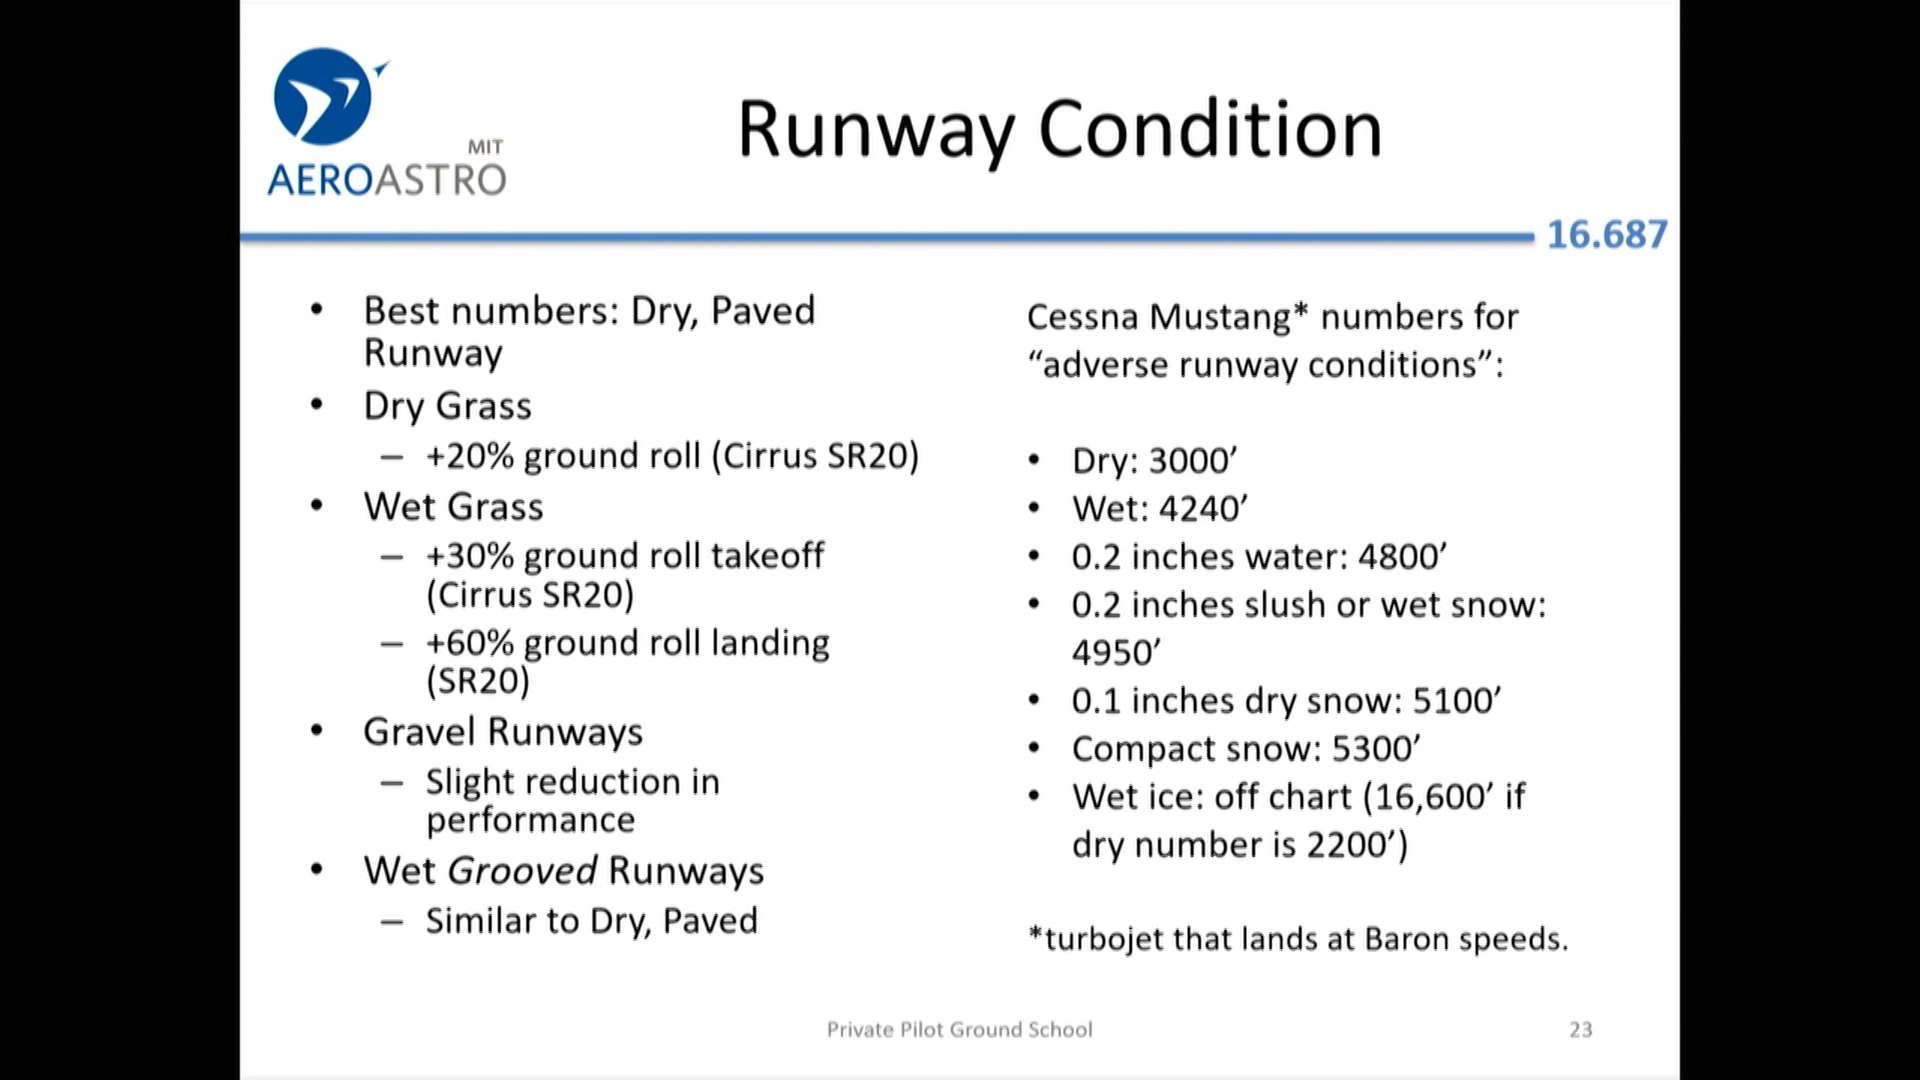 MIT
AEROASTRO
Runway Condition
16.687
• Best numbers: Dry, Paved
Runway
• Dry Grass
– +20% ground roll (Cirrus SR20)
• Wet Grass
– +30% ground roll takeoff
(Cirrus SR20)
– +60% ground roll landing
(SR20)
• Gravel Runways
– Slight reduction in
performance
• Wet Grooved Runways
– Similar to Dry, Paved
Cessna Mustang* numbers for
“adverse runway conditions”:
• Dry: 3000’
• Wet: 4240’
• 0.2 inches water: 4800’
• 0.2 inches slush or wet snow:
4950’
• 0.1 inches dry snow: 5100’
• Compact snow: 5300’
• Wet ice: off chart (16,600’ if
dry number is 2200’)
*turbojet that lands at Baron speeds.
Private Pilot Ground School
23